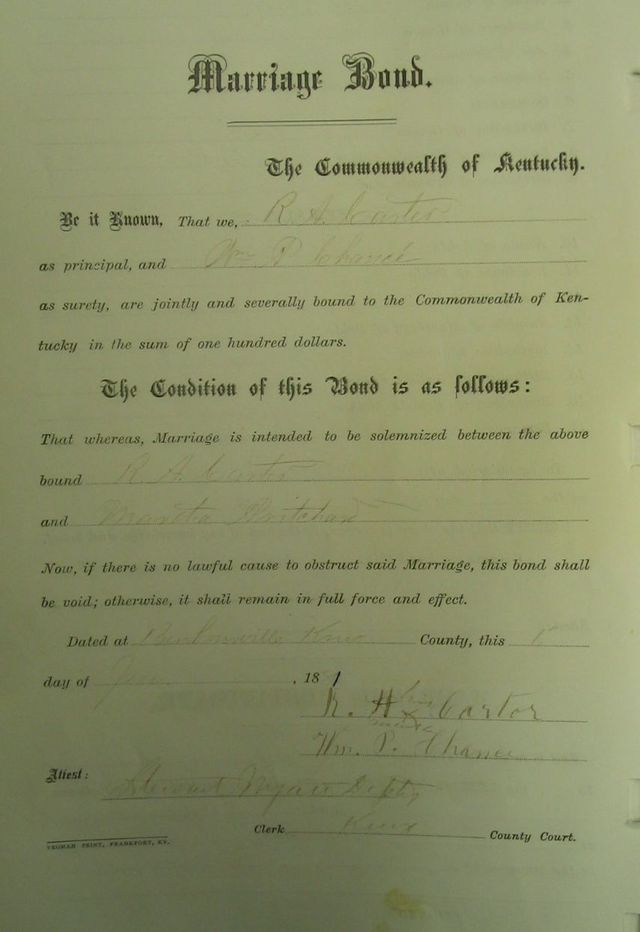 Marriage Bond.
The Commonwealth of Kentucky.
Be it Known, That we, R. A. Carter
as principal, and Wm P Chance
as surety, are jointly and severally bound to the Commonwealth of Ken-
tucky in the sum of one hundred dollars.
The Condition of this Bond is as follows:
That whereas, Marriage is intended to be solemnized between the above
bound R. A. Carter
and Martha
Now, if there is no lawful cause to obstruct said Marriage, this bond shall
be void; otherwise, it shall remain in full force and effect.
Dated at Knox County, this
day of , 18
Carter
Wm. P. Chance
Attest: Stewart
Clerk Knox County Court.
YEOMAN PRINT, FRANKFORT, KY.